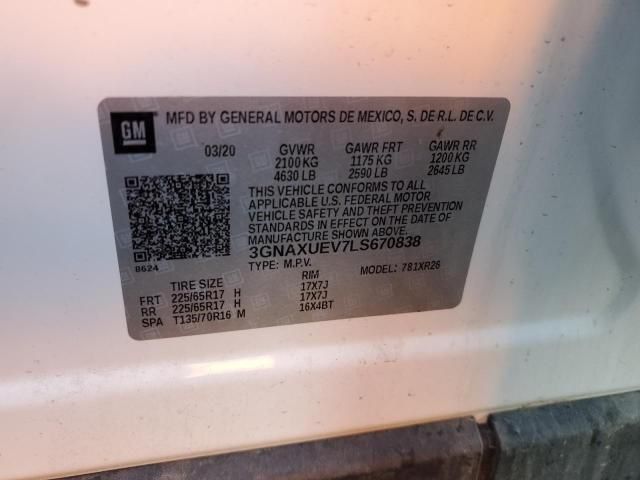 GM
MFD BY GENERAL MOTORS DE MEXICO, S. DE R.L. DE C.V.
03/20 GVWR GAWR FRT GAWR RR
2100 KG 1175 KG 1200 KG
4630 LB 2590 LB 2645 LB
THIS VEHICLE CONFORMS TO ALL
APPLICABLE U.S. FEDERAL MOTOR
VEHICLE SAFETY AND THEFT PREVENTION
STANDARDS IN EFFECT ON THE DATE OF
MANUFACTURE SHOWN ABOVE.
3GNAXUEV7LS670838
8624
TYPE: M.P.V. MODEL: 781XR26
TIRE SIZE RIM
FRT 225/65R17 H 17X7J
RR 225/65R17 H 17X7J
SPA T135/70R16 M 16X4BT